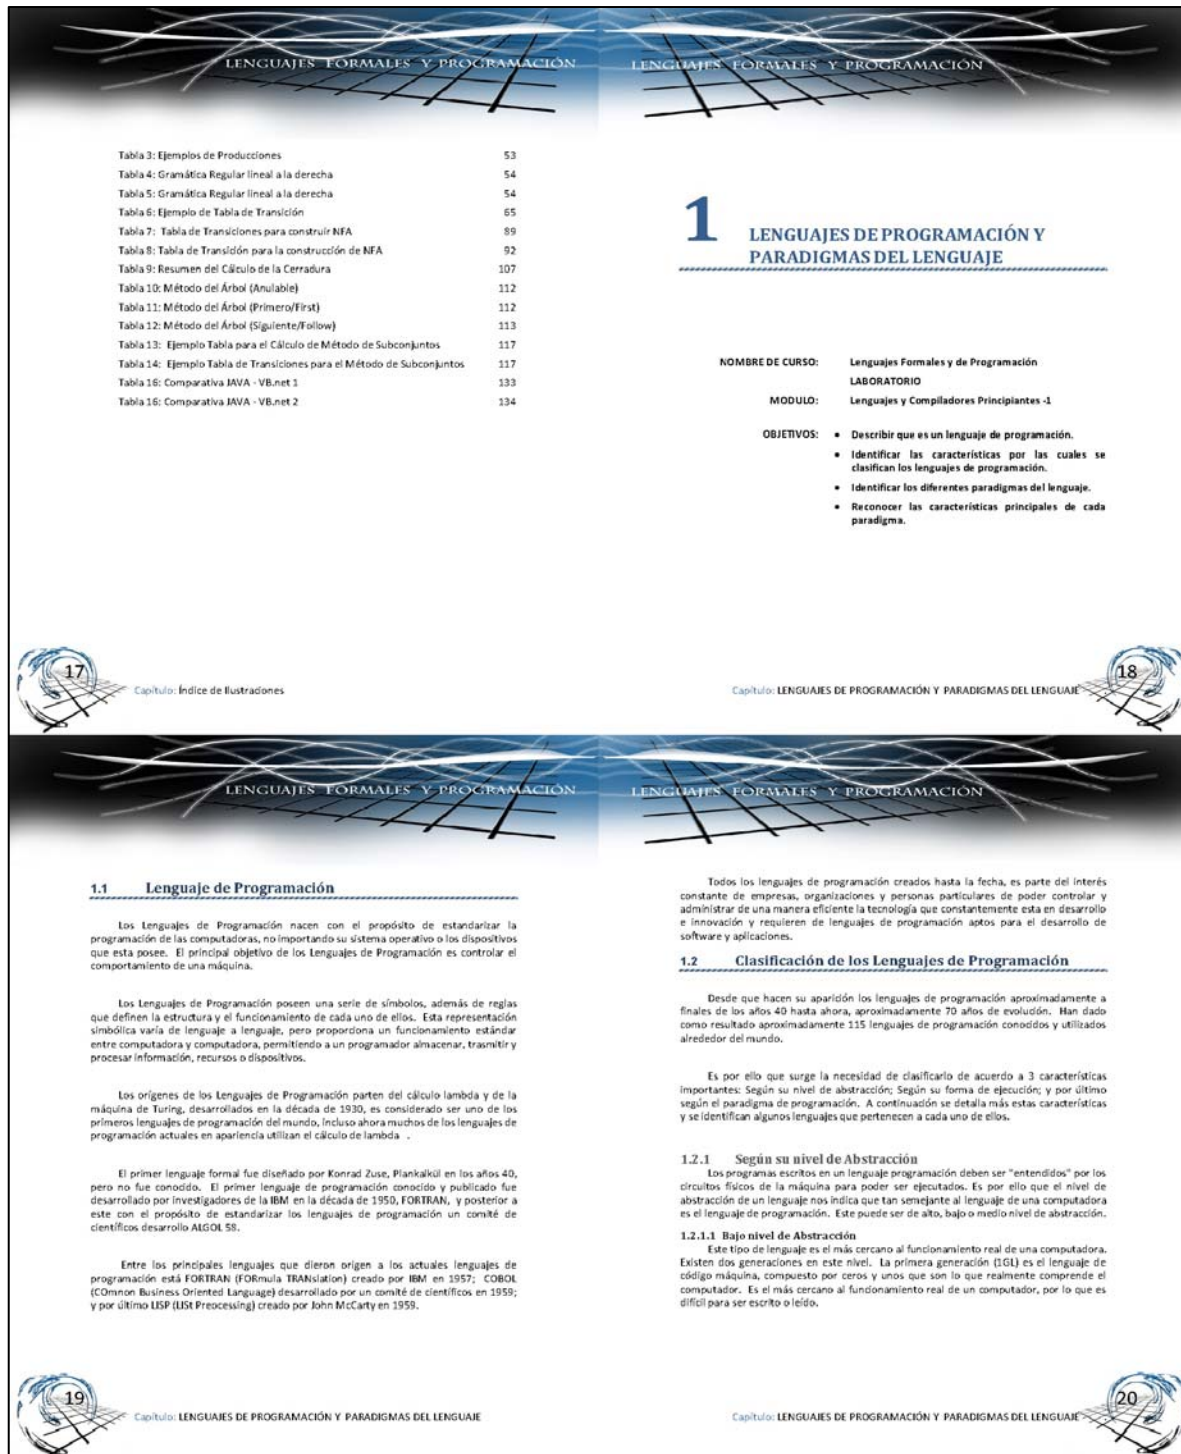 LENGUAJES FORMALES Y PROGRAMACIÓN
Tabla 3: Ejemplos de Producciones 53
Tabla 4: Gramática Regular lineal a la derecha 54
Tabla 5: Gramática Regular lineal a la derecha 54
Tabla 6: Ejemplo de Tabla de Transición 65
Tabla 7: Tabla de Transiciones para construir NFA 89
Tabla 8: Tabla de Transición para la construcción de NFA 92
Tabla 9: Resumen del Cálculo de la Cerradura 107
Tabla 10: Método del Árbol (Anulable) 112
Tabla 11: Método del Árbol (Primero/First) 112
Tabla 12: Método del Árbol (Siguiente/Follow) 113
Tabla 13: Ejemplo Tabla para el Cálculo de Método de Subconjuntos 117
Tabla 14: Ejemplo Tabla de Transiciones para el Método de Subconjuntos 117
Tabla 16: Comparativa JAVA - VB.net 1 133
Tabla 16: Comparativa JAVA - VB.net 2 134
17
Capítulo: Índice de Ilustraciones
LENGUAJES FORMALES Y PROGRAMACIÓN
1 LENGUAJES DE PROGRAMACIÓN Y
PARADIGMAS DEL LENGUAJE
NOMBRE DE CURSO: Lenguajes Formales y de Programación
LABORATORIO
MODULO: Lenguajes y Compiladores Principiantes -1
OBJETIVOS: • Describir que es un lenguaje de programación.
• Identificar las características por las cuales se
clasifican los lenguajes de programación.
• Identificar los diferentes paradigmas del lenguaje.
• Reconocer las características principales de cada
paradigma.
18
Capítulo: LENGUAJES DE PROGRAMACIÓN Y PARADIGMAS DEL LENGUAJE
LENGUAJES FORMALES Y PROGRAMACIÓN
1.1 Lenguaje de Programación
Los Lenguajes de Programación nacen con el propósito de estandarizar la
programación de las computadoras, no importando su sistema operativo o los dispositivos
que esta posee. El principal objetivo de los Lenguajes de Programación es controlar el
comportamiento de una máquina.
Los Lenguajes de Programación poseen una serie de símbolos, además de reglas
que definen la estructura y el funcionamiento de cada uno de ellos. Esta representación
simbólica varía de lenguaje a lenguaje, pero proporciona un funcionamiento estándar
entre computadora y computadora, permitiendo a un programador almacenar, trasmitir y
procesar información, recursos o dispositivos.
Los orígenes de los Lenguajes de Programación parten del cálculo lambda y de la
máquina de Turing, desarrollados en la década de 1930, es considerado ser uno de los
primeros lenguajes de programación del mundo, incluso ahora muchos de los lenguajes de
programación actuales en apariencia utilizan el cálculo de lambda .
El primer lenguaje formal fue diseñado por Konrad Zuse, Plankalkül en los años 40,
pero no fue conocido. El primer lenguaje de programación conocido y publicado fue
desarrollado por investigadores de la IBM en la década de 1950, FORTRAN, y posterior a
este con el propósito de estandarizar los lenguajes de programación un comité de
científicos desarrollo ALGOL 58.
Entre los principales lenguajes que dieron origen a los actuales lenguajes de
programación está FORTRAN (FORmula TRANslation) creado por IBM en 1957; COBOL
(COmnon Business Oriented Language) desarrollado por un comité de científicos en 1959;
y por último LISP (LISt Preocessing) creado por John McCarty en 1959.
19
Capítulo: LENGUAJES DE PROGRAMACIÓN Y PARADIGMAS DEL LENGUAJE
LENGUAJES FORMALES Y PROGRAMACIÓN
Todos los lenguajes de programación creados hasta la fecha, es parte del interés
constante de empresas, organizaciones y personas particulares de poder controlar y
administrar de una manera eficiente la tecnología que constantemente esta en desarrollo
e innovación y requieren de lenguajes de programación aptos para el desarrollo de
software y aplicaciones.
1.2 Clasificación de los Lenguajes de Programación
Desde que hacen su aparición los lenguajes de programación aproximadamente a
finales de los años 40 hasta ahora, aproximadamente 70 años de evolución. Han dado
como resultado aproximadamente 115 lenguajes de programación conocidos y utilizados
alrededor del mundo.
Es por ello que surge la necesidad de clasificarlo de acuerdo a 3 características
importantes: Según su nivel de abstracción; Según su forma de ejecución; y por último
según el paradigma de programación. A continuación se detalla más estas características
y se identifican algunos lenguajes que pertenecen a cada uno de ellos.
1.2.1 Según su nivel de Abstracción
Los programas escritos en un lenguaje programación deben ser "entendidos" por los
circuitos físicos de la máquina para poder ser ejecutados. Es por ello que el nivel de
abstracción de un lenguaje nos indica que tan semejante al lenguaje de una computadora
es el lenguaje de programación. Este puede ser de alto, bajo o medio nivel de abstracción.
1.2.1.1 Bajo nivel de Abstracción
Este tipo de lenguaje es el más cercano al funcionamiento real de una computadora.
Existen dos generaciones en este nivel. La primera generación (1GL) es el lenguaje de
código máquina, compuesto por ceros y unos que son lo que realmente comprende el
computador. Es el más cercano al funcionamiento real de un computador, por lo que es
difícil para ser escrito o leído.
20
Capítulo: LENGUAJES DE PROGRAMACIÓN Y PARADIGMAS DEL LENGUAJE